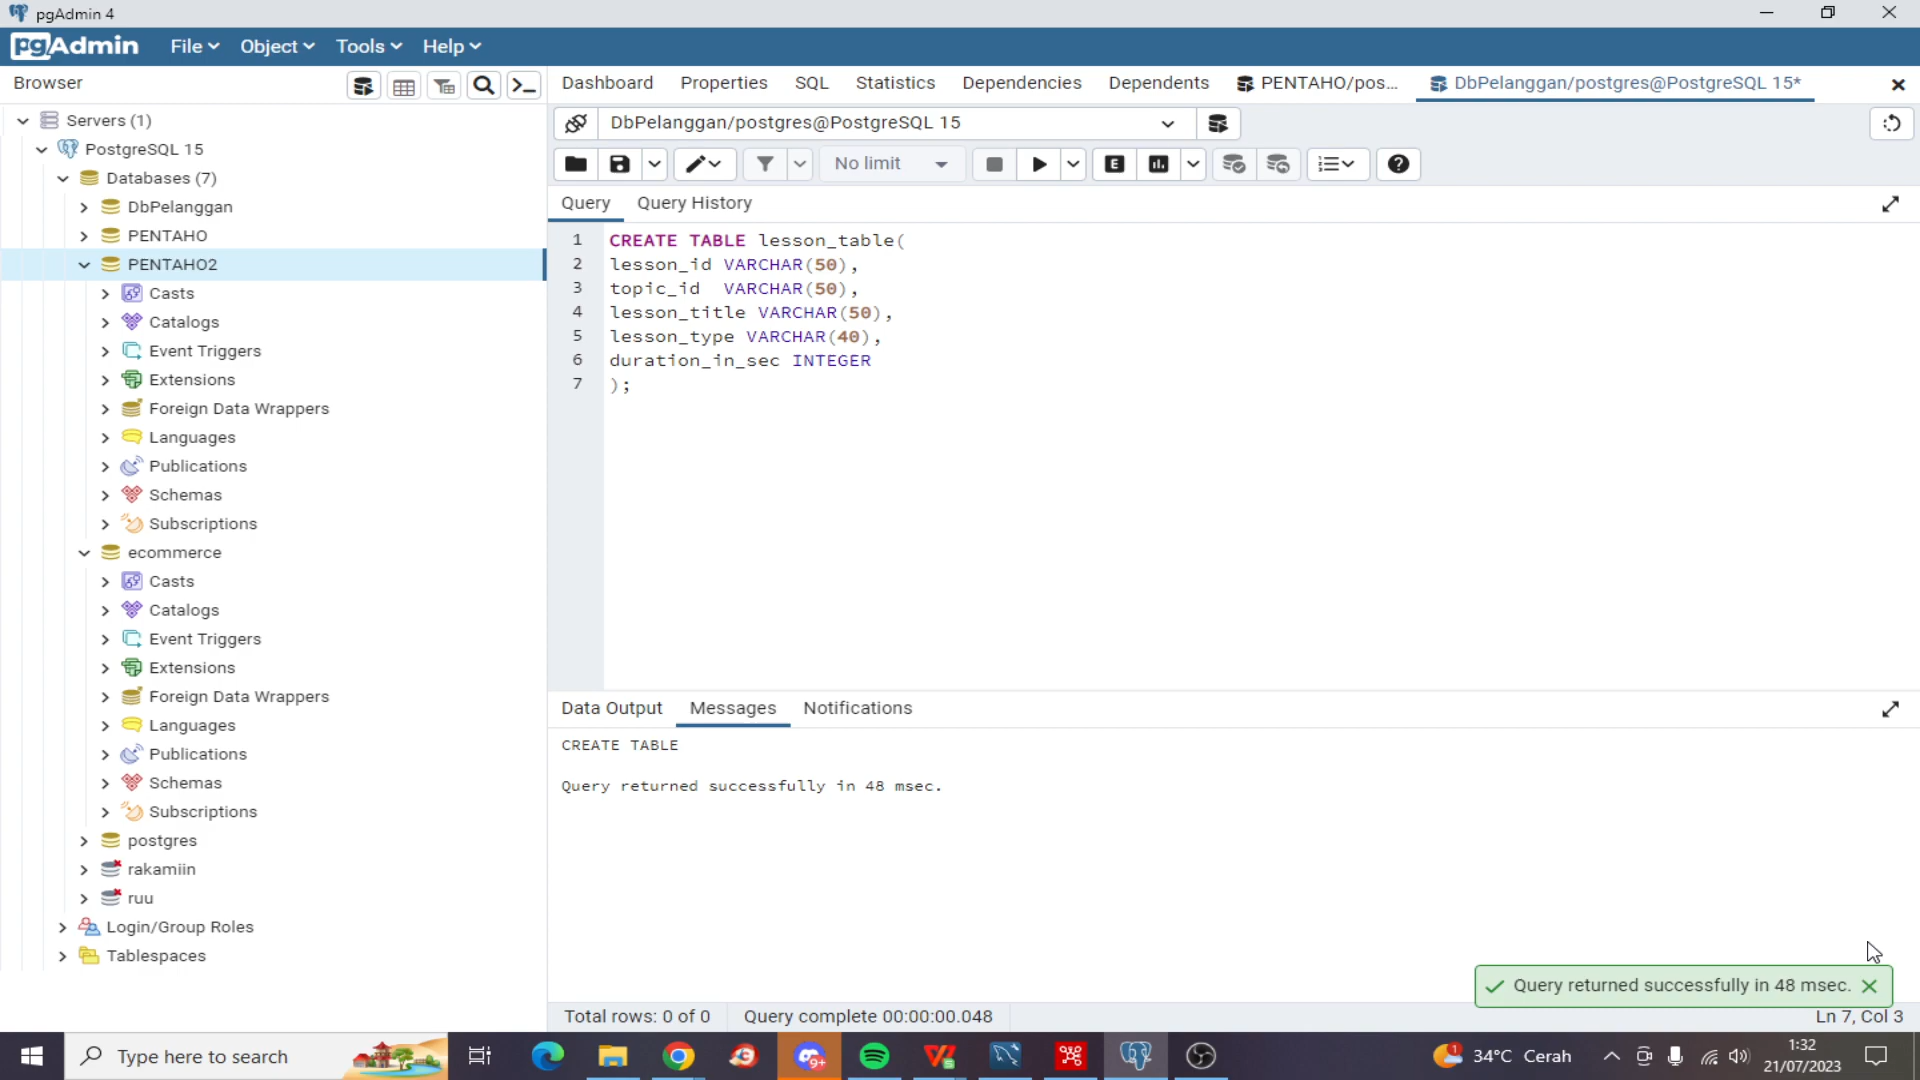 pgAdmin 4
pgAdmin File Object Tools Help
Browser
Dashboard Properties SQL Statistics Dependencies Dependents PENTAHO/pos... DbPelanggan/postgres@PostgreSQL 15*
Servers (1)
PostgreSQL 15
Databases (7)
DbPelanggan
PENTAHO
PENTAHO2
Casts
Catalogs
Event Triggers
Extensions
Foreign Data Wrappers
Languages
Publications
Schemas
Subscriptions
ecommerce
Casts
Catalogs
Event Triggers
Extensions
Foreign Data Wrappers
Languages
Publications
Schemas
Subscriptions
postgres
rakamiin
ruu
Login/Group Roles
Tablespaces
DbPelanggan/postgres@PostgreSQL 15
No limit
E
Query Query History
1 CREATE TABLE lesson_table(
2 lesson_id VARCHAR(50),
3 topic_id  VARCHAR(50),
4 lesson_title VARCHAR(50),
5 lesson_type VARCHAR(40),
6 duration_in_sec INTEGER
7 );
Data Output Messages Notifications
CREATE TABLE
Query returned successfully in 48 msec.
Query returned successfully in 48 msec.
Total rows: 0 of 0 Query complete 00:00:00.048 Ln 7, Col 3
Type here to search
9+
1
34°C Cerah
1:32
21/07/2023